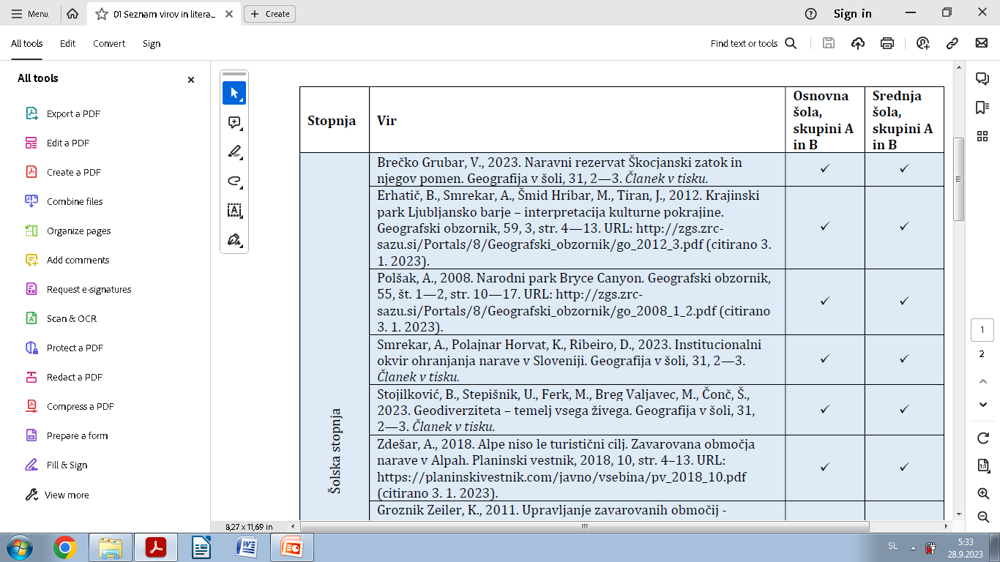 Menu
01 Seznam virov in litera...
Create
Sign in
All tools
Edit
Convert
Sign
Find text or tools
All tools
Export a PDF
Edit a PDF
Create a PDF
Combine files
Organize pages
Add comments
Request e-signatures
Scan & OCR
Protect a PDF
Redact a PDF
Compress a PDF
Prepare a form
Fill & Sign
View more
Stopnja
Vir
Osnovna
šola,
skupini A
in B
Srednja
šola,
skupini A
in B
Šolska stopnja
Brečko Grubar, V., 2023. Naravni rezervat Škocjanski zatok in
njegov pomen. Geografija v šoli, 31, 2—3. Članek v tisku.
✓ ✓
Erhatič, B., Smrekar, A., Šmid Hribar, M., Tiran, J., 2012. Krajinski
park Ljubljansko barje – interpretacija kulturne pokrajine.
Geografski obzornik, 59, 3, str. 4—13. URL: http://zgs.zrc-
sazu.si/Portals/8/Geografski_obzornik/go_2012_3.pdf (citirano 3.
1. 2023).
✓ ✓
Polšak, A., 2008. Narodni park Bryce Canyon. Geografski obzornik,
55, št. 1—2, str. 10—17. URL: http://zgs.zrc-
sazu.si/Portals/8/Geografski_obzornik/go_2008_1_2.pdf (citirano
3. 1. 2023).
✓ ✓
Smrekar, A., Polajnar Horvat, K., Ribeiro, D., 2023. Institucionalni
okvir ohranjanja narave v Sloveniji. Geografija v šoli, 31, 2—3.
Članek v tisku.
✓ ✓
Stojilković, B., Stepišnik, U., Ferk, M., Breg Valjavec, M., Čonč, Š.,
2023. Geodiverziteta – temelj vsega živega. Geografija v šoli, 31,
2—3. Članek v tisku.
✓ ✓
Zdešar, A., 2018. Alpe niso le turistični cilj. Zavarovana območja
narave v Alpah. Planinski vestnik, 2018, 10, str. 4–13. URL:
https://planinskivestnik.com/javno/vsebina/pv_2018_10.pdf
(citirano 3. 1. 2023).
✓ ✓
Groznik Zeiler, K., 2011. Upravljanje zavarovanih območij -
8,27 x 11,69 in
1
2
1:1
SL
5:33
28.9.2023